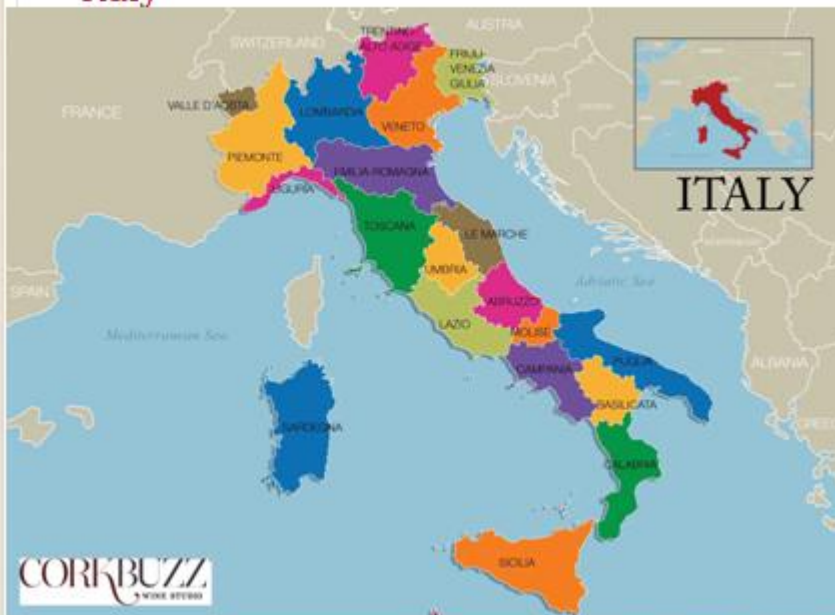 TRENTINO-
ALTO ADIGE
AUSTRIA
SWITZERLAND
FRIULI-
VENEZIA
GIULIA
SLOVENIA
FRANCE
VALLE D'AOSTA
LOMBARDIA
VENETO
PIEMONTE
EMILIA-ROMAGNA
LIGURIA
ITALY
TOSCANA
LE MARCHE
UMBRIA
Adriatic Sea
SPAIN
ABRUZZO
LAZIO
MOLISE
Mediterranean Sea
PUGLIA
ALBANIA
CAMPANIA
BASILICATA
SARDEGNA
CALABRIA
SICILIA
CORKBUZZ
WINE STUDIO